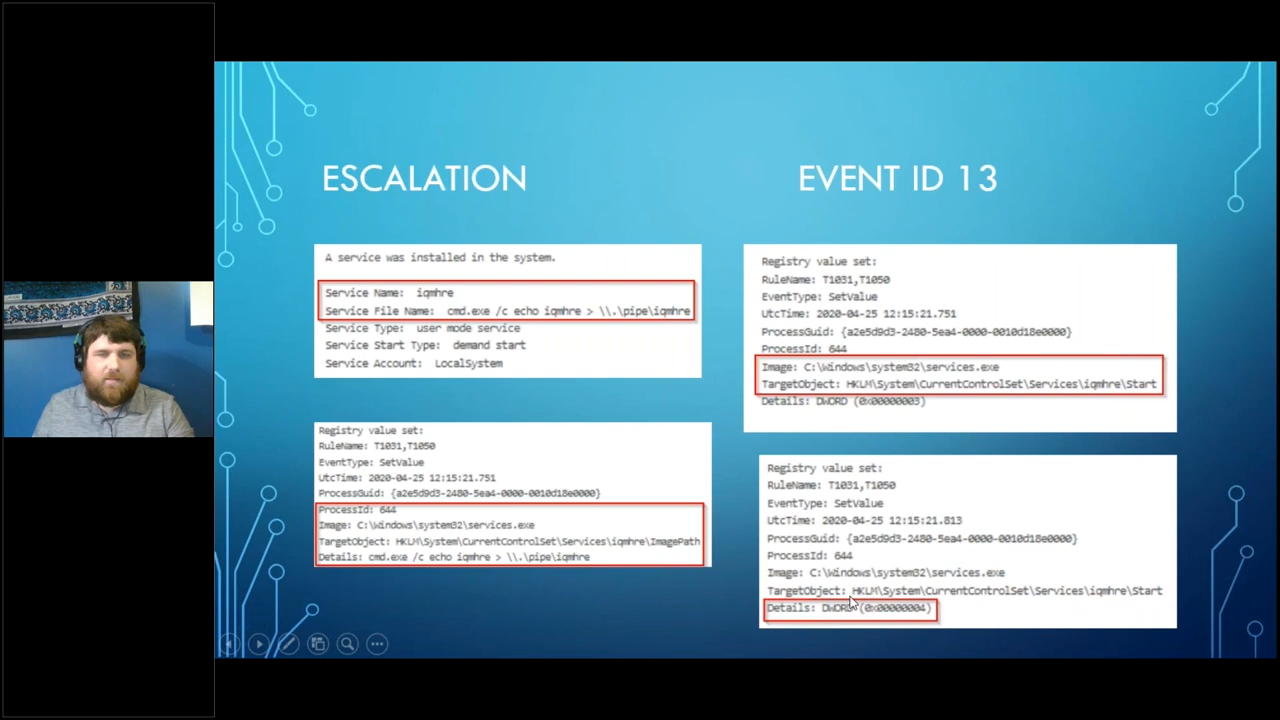 ESCALATION
A service was installed in the system.
Service Name: iqmhre
Service File Name: cmd.exe /c echo iqmhre > \\.\pipe\iqmhre
Service Type: user mode service
Service Start Type: demand start
Service Account: LocalSystem
Registry value set:
RuleName: T1031,T1050
EventType: SetValue
UtcTime: 2020-04-25 12:15:21.751
ProcessGuid: {a2e5d9d3-2480-5ea4-0000-0010d18e0000}
ProcessId: 644
Image: C:\Windows\system32\services.exe
TargetObject: HKLM\System\CurrentControlSet\Services\iqmhre\ImagePath
Details: cmd.exe /c echo iqmhre > \\.\pipe\iqmhre
EVENT ID 13
Registry value set:
RuleName: T1031,T1050
EventType: SetValue
UtcTime: 2020-04-25 12:15:21.751
ProcessGuid: {a2e5d9d3-2480-5ea4-0000-0010d18e0000}
ProcessId: 644
Image: C:\Windows\system32\services.exe
TargetObject: HKLM\System\CurrentControlSet\Services\iqmhre\Start
Details: DWORD (0x00000003)
Registry value set:
RuleName: T1031,T1050
EventType: SetValue
UtcTime: 2020-04-25 12:15:21.813
ProcessGuid: {a2e5d9d3-2480-5ea4-0000-0010d18e0000}
ProcessId: 644
Image: C:\Windows\system32\services.exe
TargetObject: HKLM\System\CurrentControlSet\Services\iqmhre\Start
Details: DWORD (0x00000004)